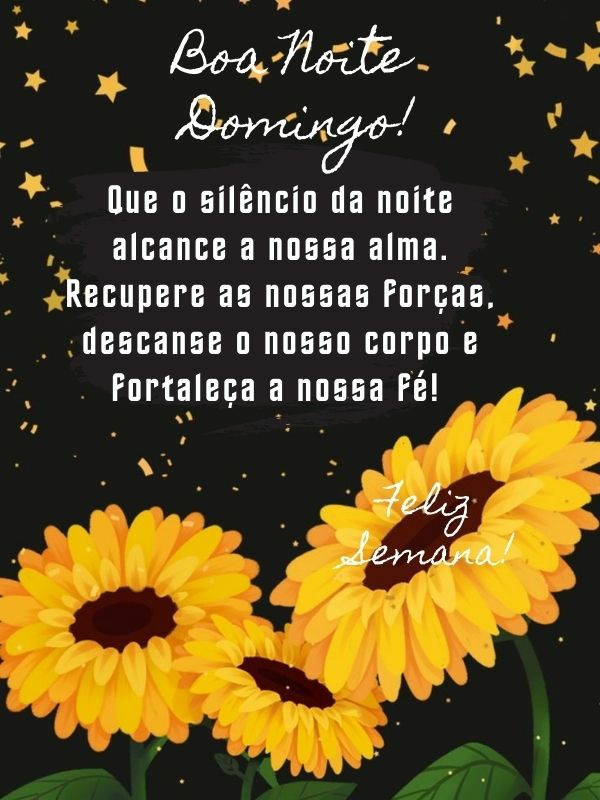 Boa Noite
Domingo!
Que o silêncio da noite
alcance a nossa alma.
Recupere as nossas forças,
descanse o nosso corpo e
fortaleça a nossa fé!
Feliz
Semana!